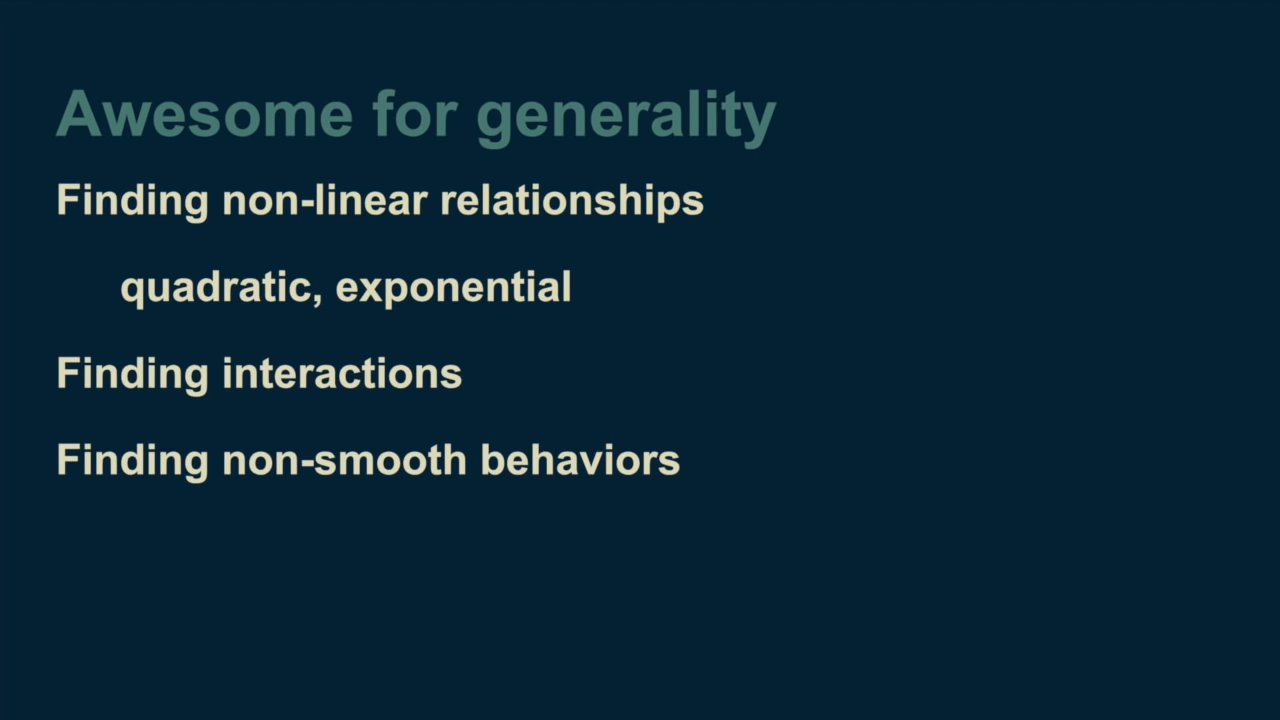 Awesome for generality
Finding non-linear relationships
quadratic, exponential
Finding interactions
Finding non-smooth behaviors